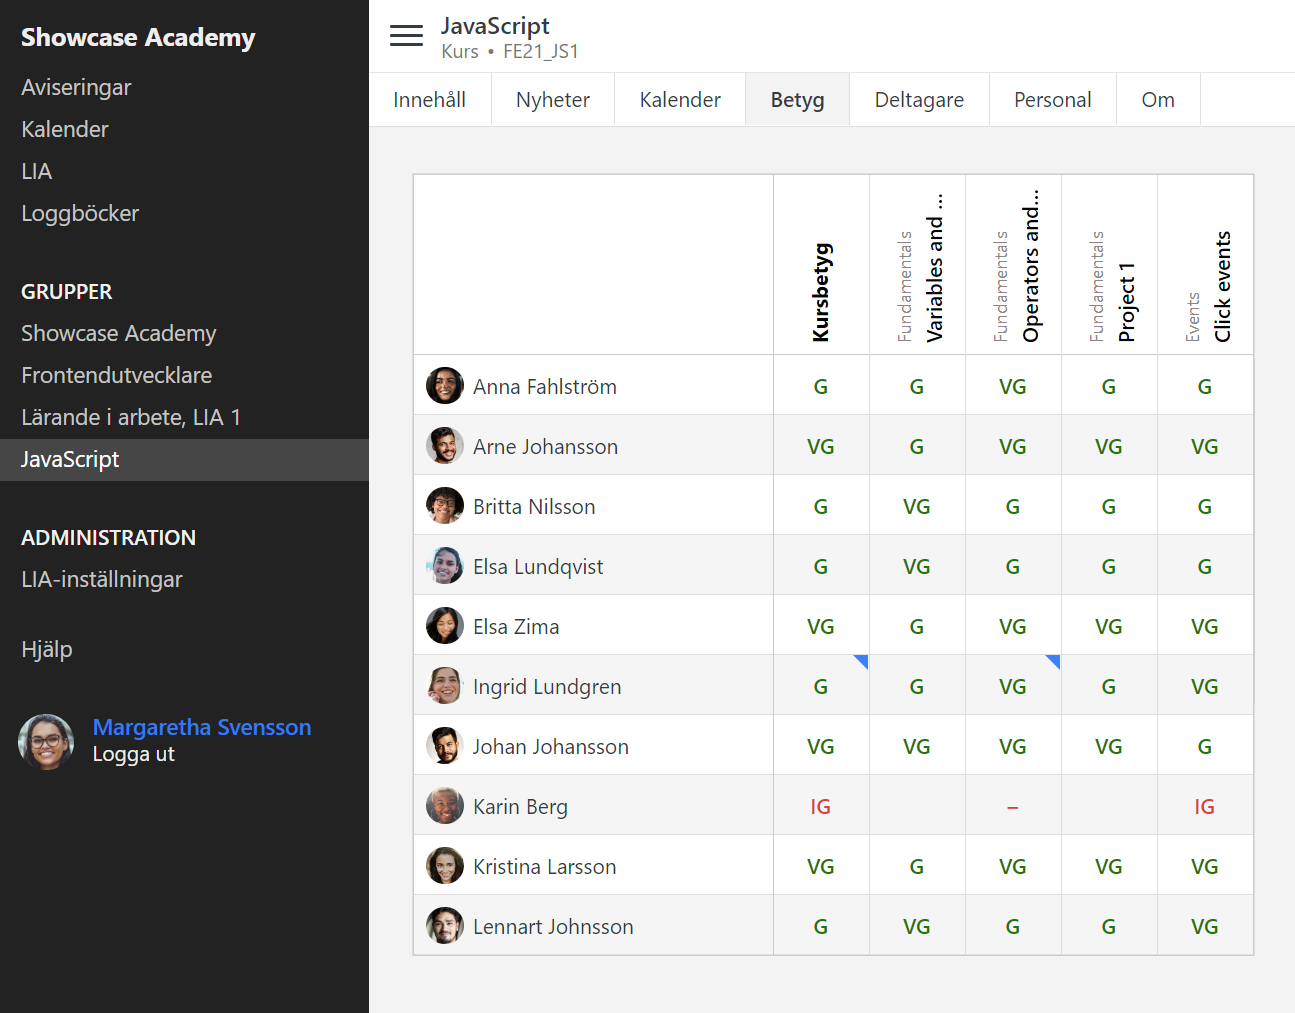 Showcase Academy
Aviseringar
Kalender
LIA
Loggböcker
GRUPPER
Showcase Academy
Frontendutvecklare
Lärande i arbete, LIA 1
JavaScript
ADMINISTRATION
LIA-inställningar
Hjälp
Margaretha Svensson
Logga ut
JavaScript
Kurs • FE21_JS1
Innehåll Nyheter Kalender Betyg Deltagare Personal Om
Kursbetyg
Fundamentals
Variables and ...
Fundamentals
Operators and...
Fundamentals
Project 1
Events
Click events
Anna Fahlström G G VG G G
Arne Johansson VG G VG VG VG
Britta Nilsson G VG G G G
Elsa Lundqvist G VG G G G
Elsa Zima VG G VG VG VG
Ingrid Lundgren G G VG G VG
Johan Johansson VG VG VG VG G
Karin Berg IG – IG
Kristina Larsson VG G VG VG VG
Lennart Johnsson G VG G G VG